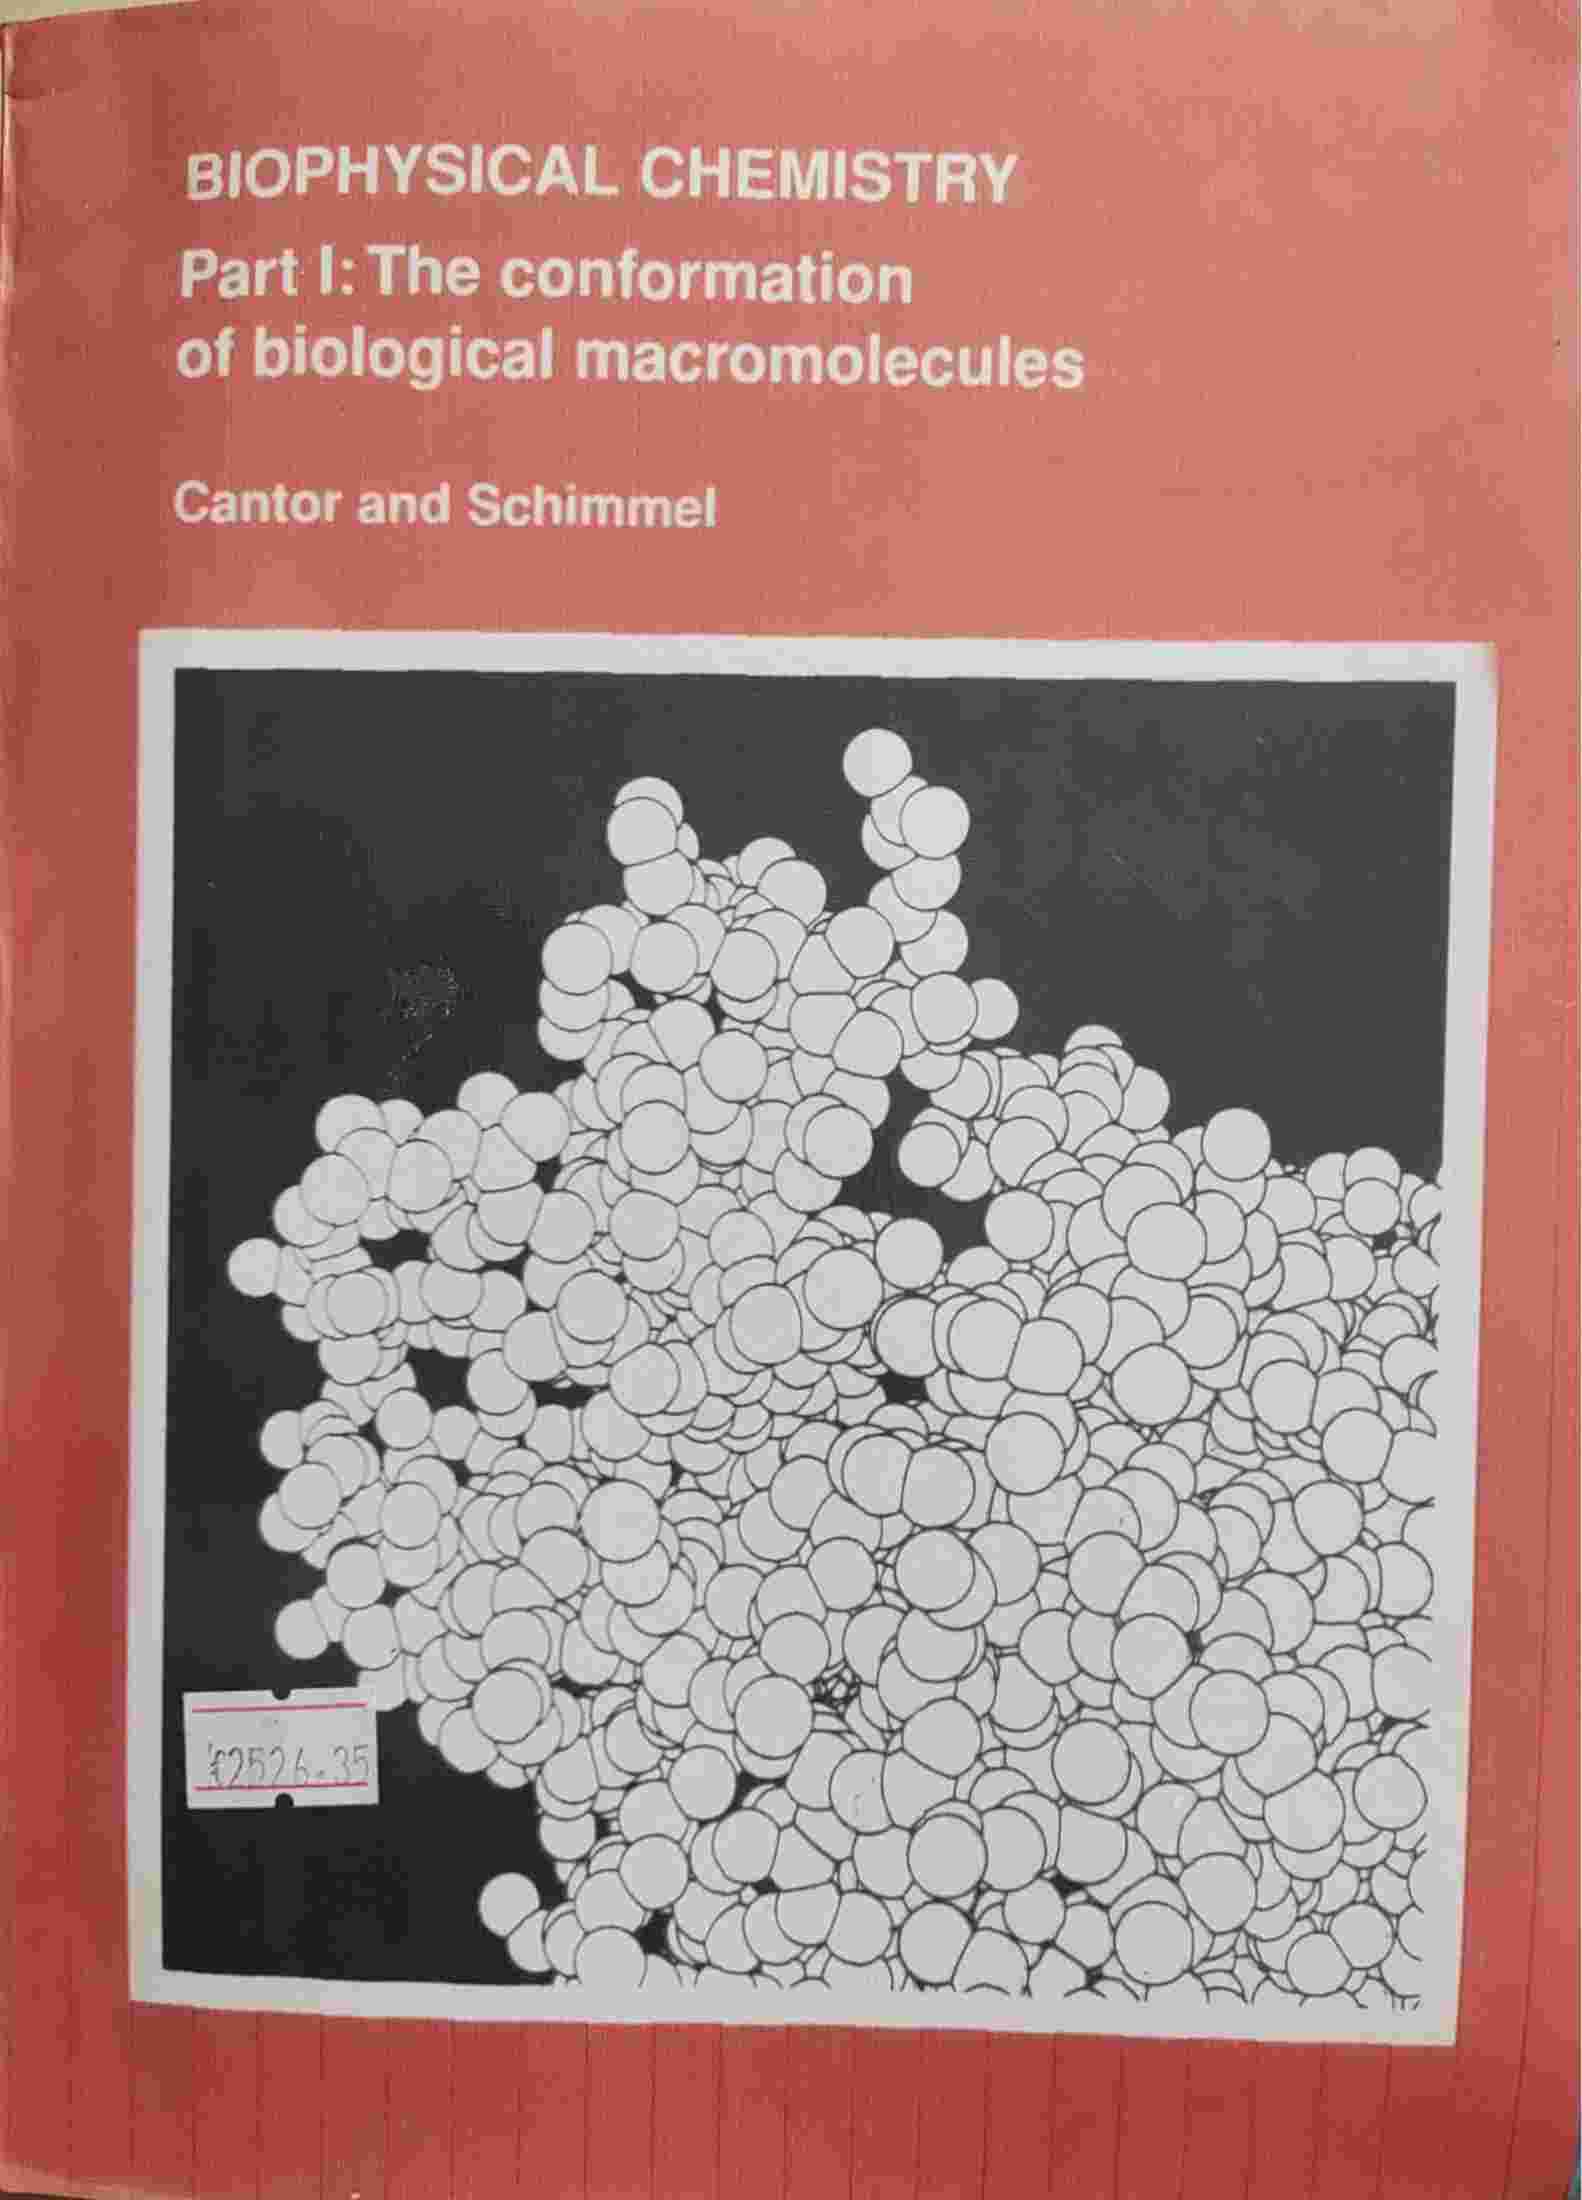 BIOPHYSICAL CHEMISTRY
Part I: The conformation
of biological macromolecules
Cantor and Schimmel
₤2526.35